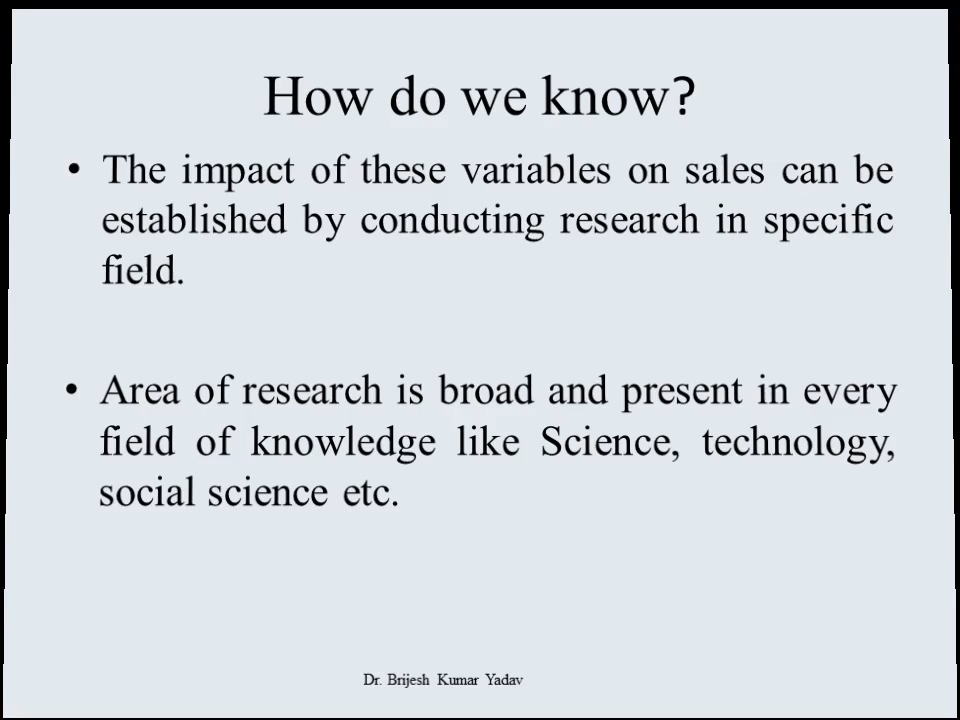 How do we know?
• The impact of these variables on sales can be
established by conducting research in specific
field.
• Area of research is broad and present in every
field of knowledge like Science, technology,
social science etc.
Dr. Brijesh Kumar Yadav